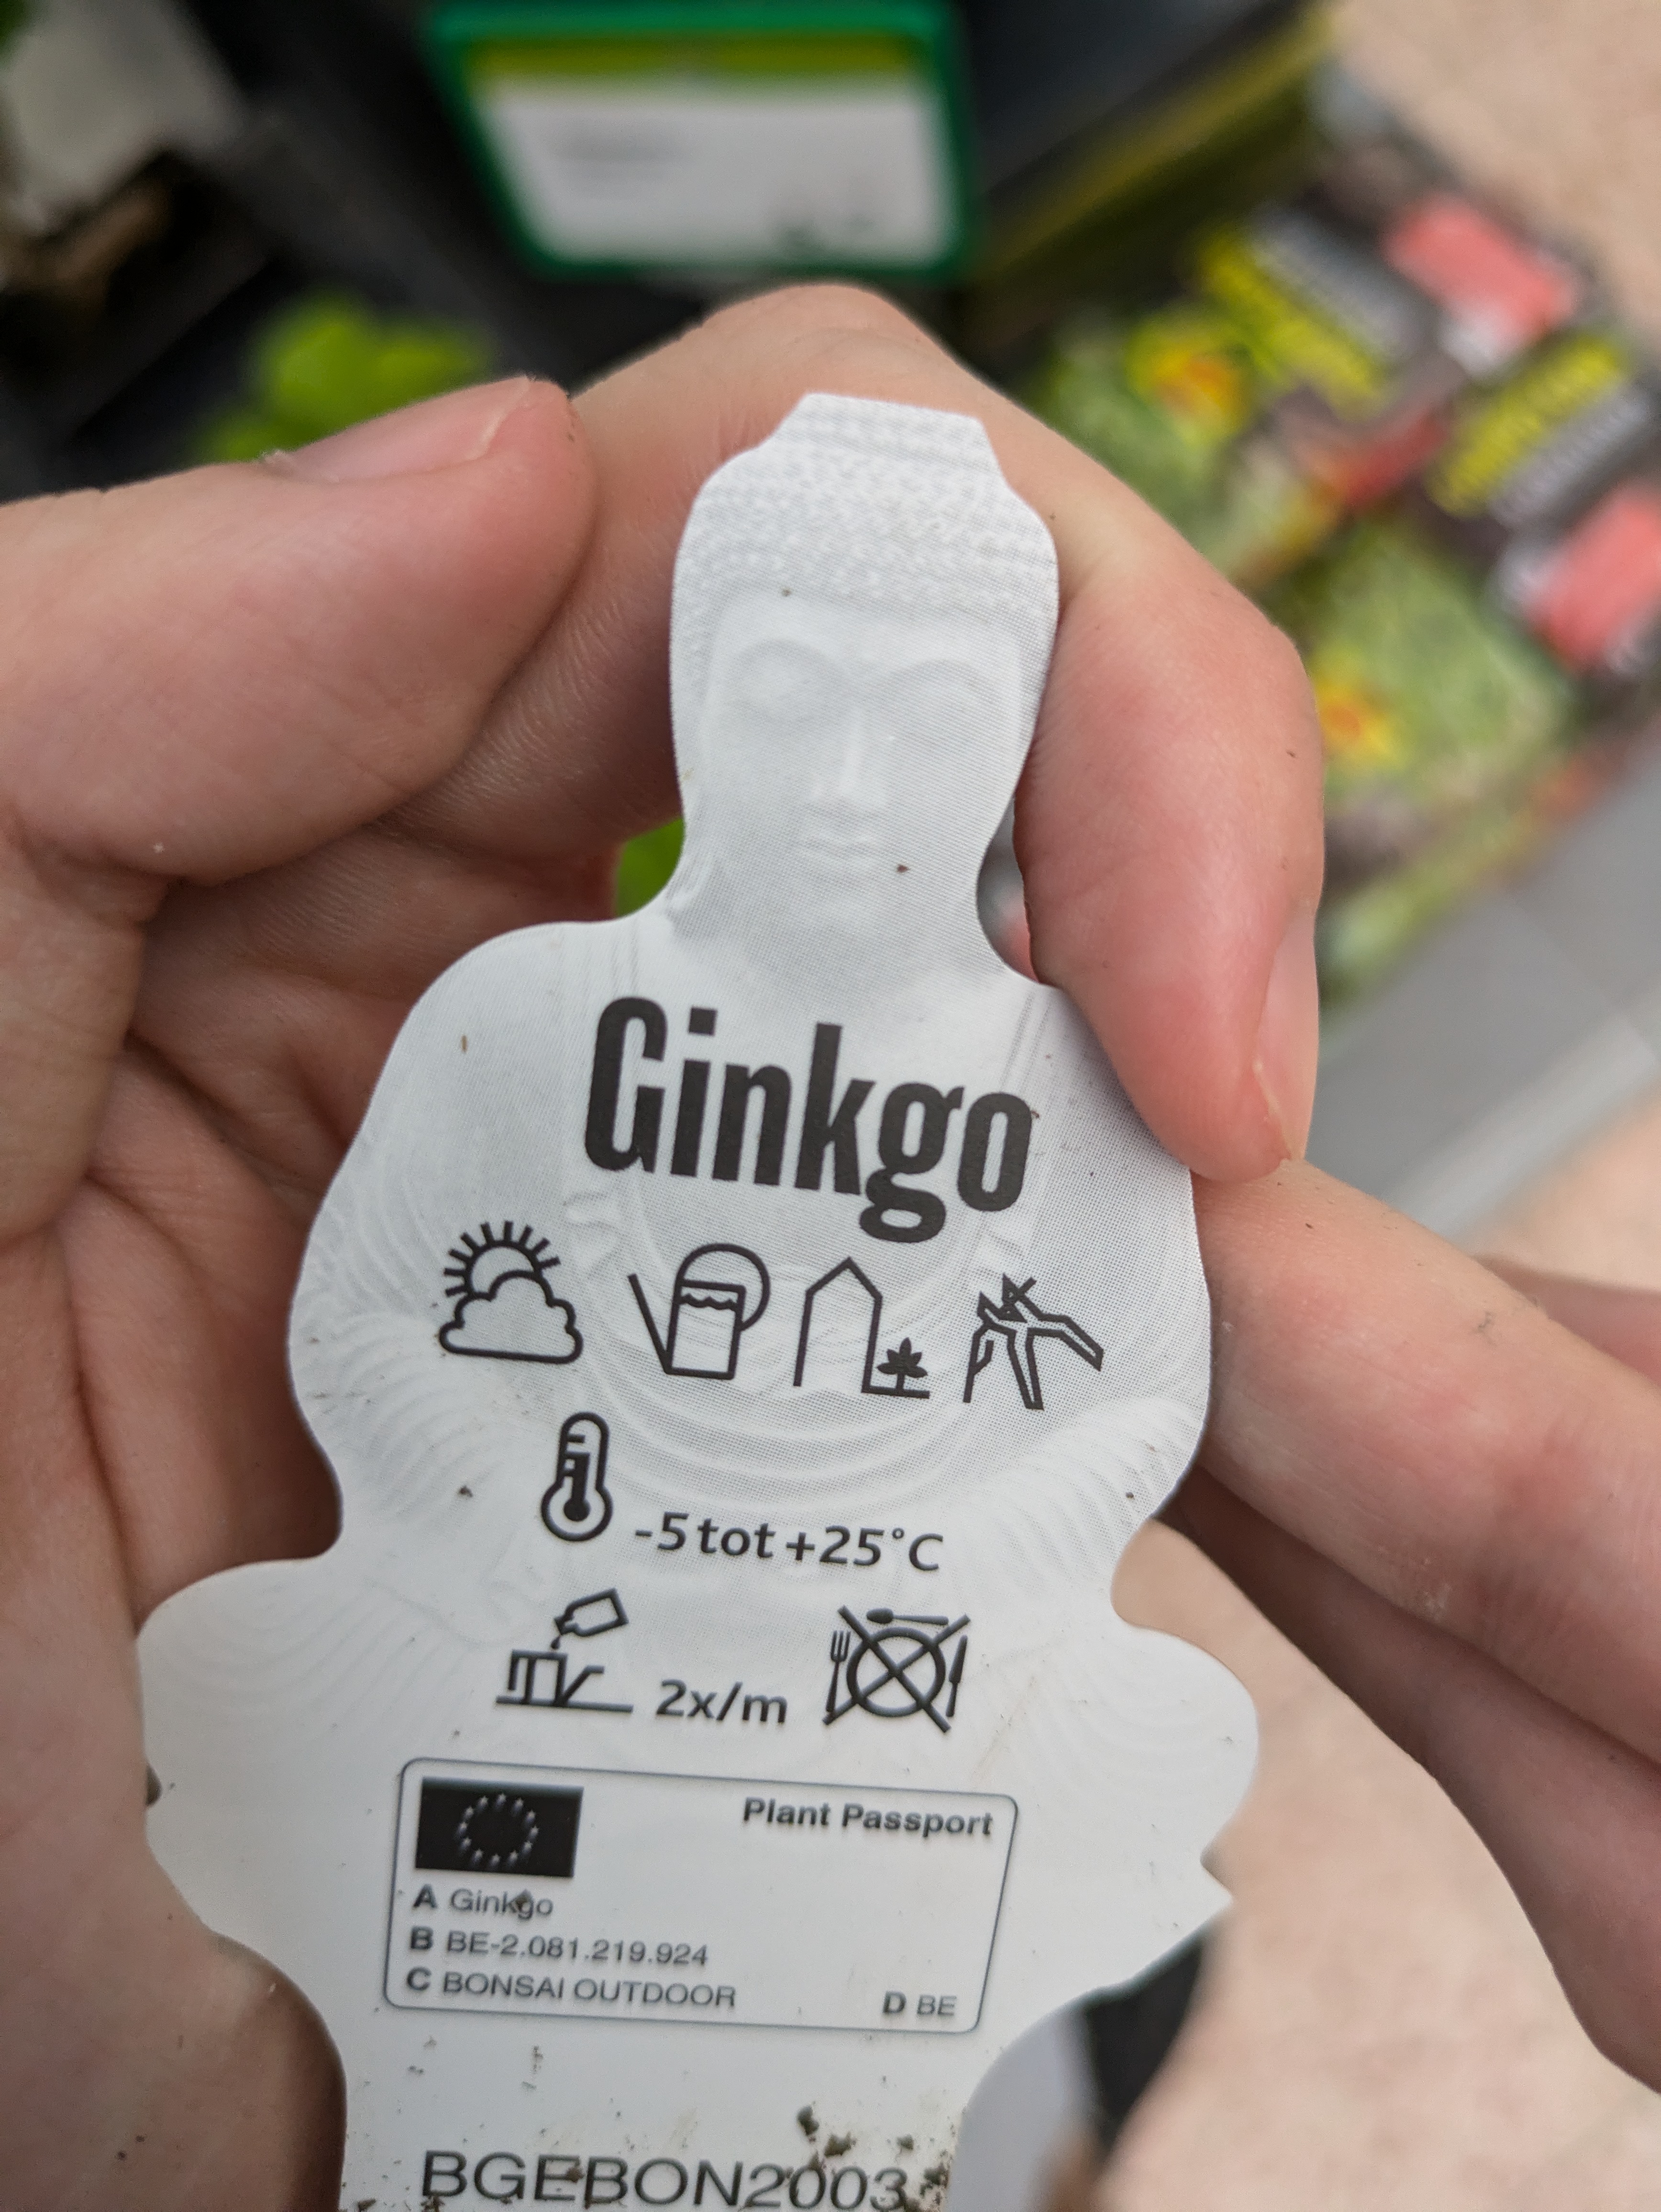 Ginkgo
-5 tot +25°C
2x/m
Plant Passport
A Ginkgo
B BE-2.081.219.924
C BONSAI OUTDOOR D BE
BGEBON2003